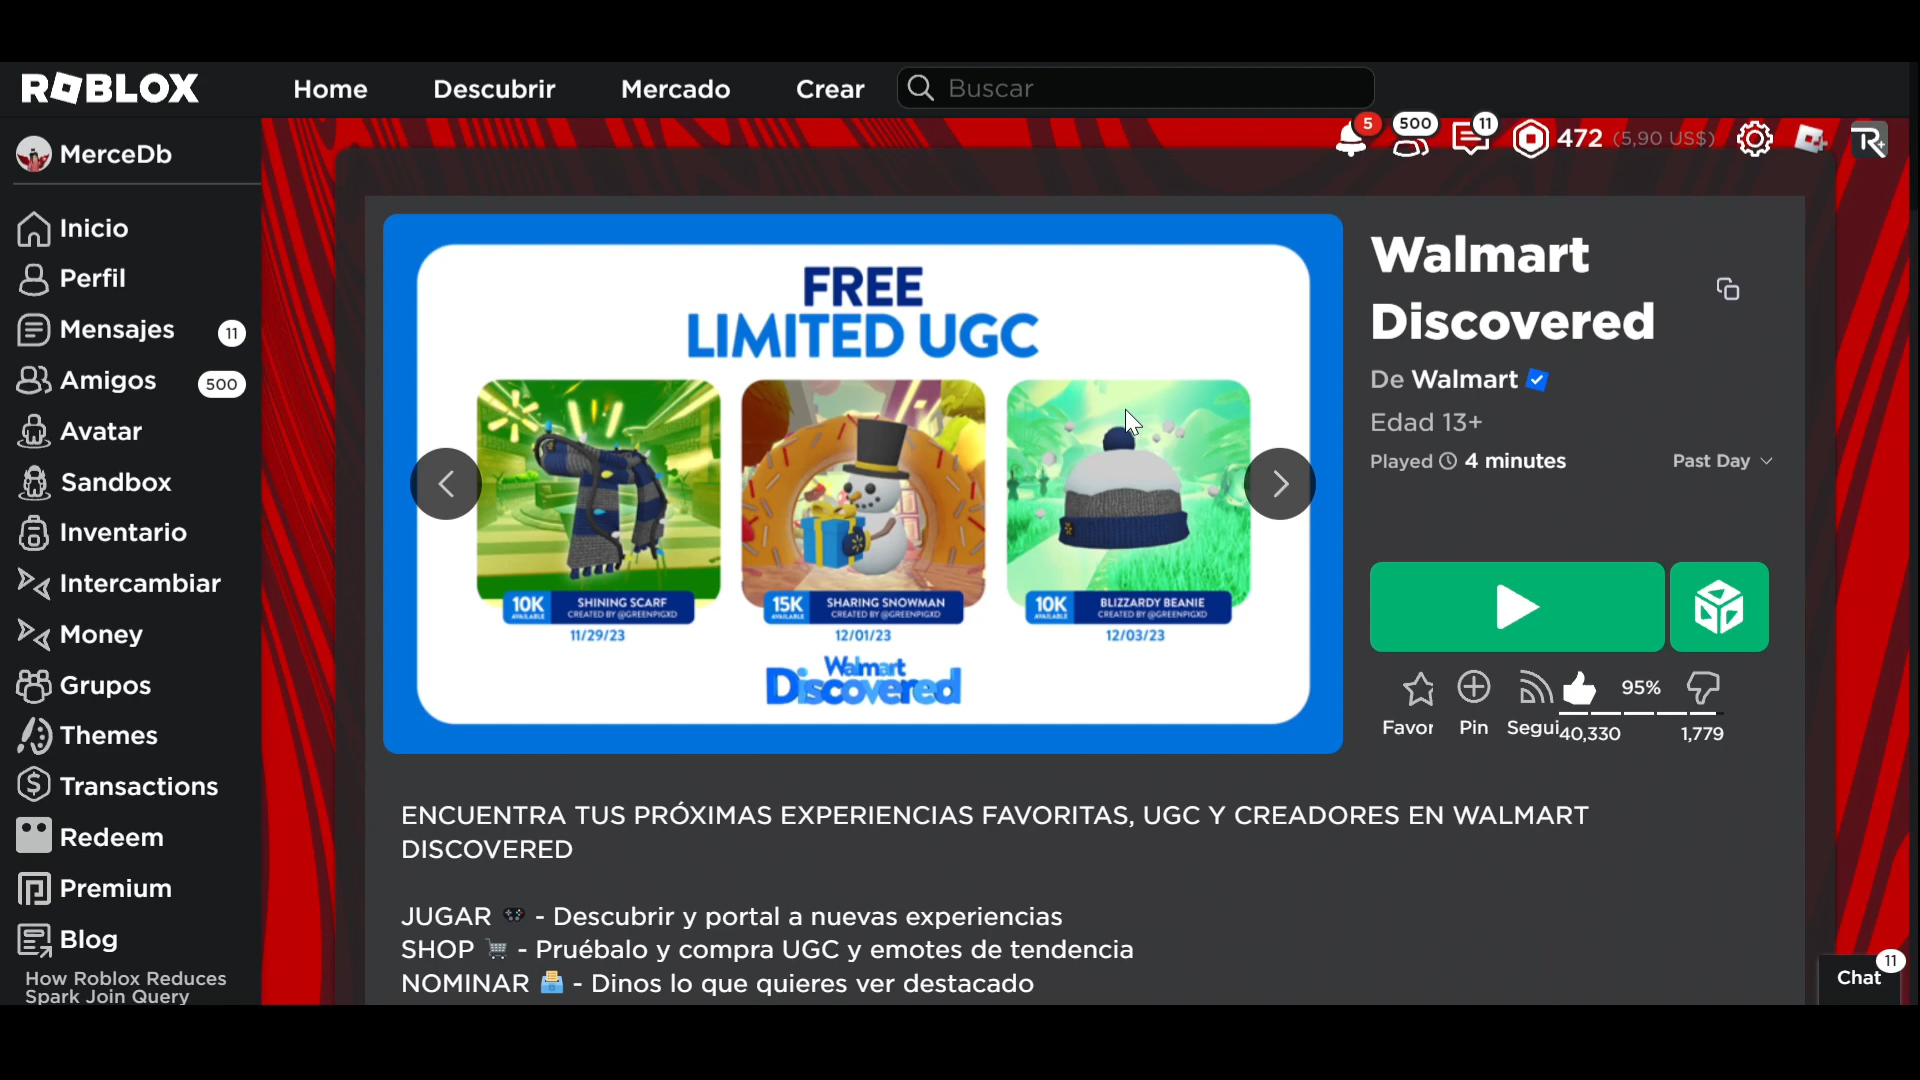 ROBLOX
Home
Descubrir
Mercado
Crear
Buscar
5
500
11
472 (5,90 US$)
MerceDb
Inicio
Perfil
Mensajes 11
Amigos 500
Avatar
Sandbox
Inventario
Intercambiar
Money
Grupos
Themes
Transactions
Redeem
Premium
Blog
How Roblox Reduces
Spark Join Query
FREE
LIMITED UGC
10K
AVAILABLE
SHINING SCARF
CREATED BY @GREENPIGXD
11/29/23
15K
AVAILABLE
SHARING SNOWMAN
CREATED BY @GREENPIGXD
12/01/23
10K
AVAILABLE
BLIZZARDY BEANIE
CREATED BY @GREENPIGXD
12/03/23
Walmart
Discovered
Walmart
Discovered
De Walmart
Edad 13+
Played 4 minutes
Past Day
95%
Favor
Pin
Segui
40,330
1,779
ENCUENTRA TUS PRÓXIMAS EXPERIENCIAS FAVORITAS, UGC Y CREADORES EN WALMART
DISCOVERED
JUGAR 🎮 - Descubrir y portal a nuevas experiencias
SHOP 🛒 - Pruébalo y compra UGC y emotes de tendencia
NOMINAR 🗳️ - Dinos lo que quieres ver destacado
Chat
11